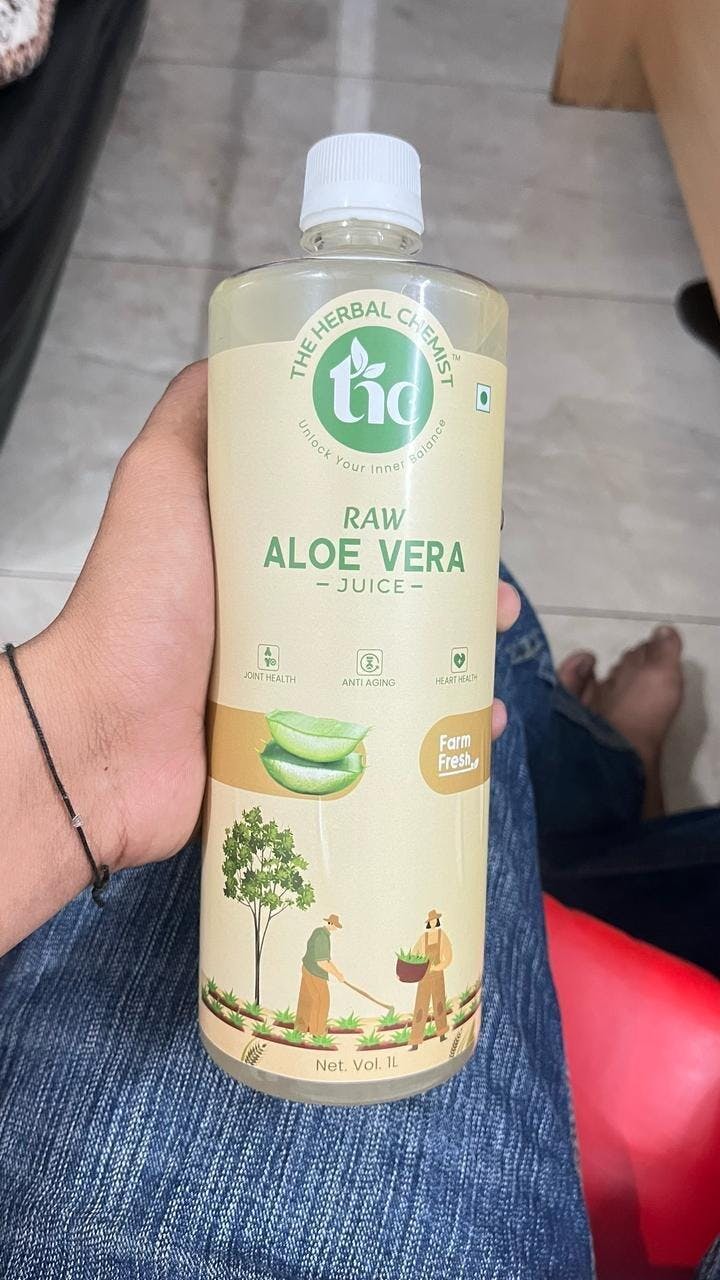 THE HERBAL CHEMIST
TM
thc
Unlock Your Inner Balance
RAW
ALOE VERA
JUICE
JOINT HEALTH
ANTI AGING
HEART HEALTH
Farm
Fresh
Net. Vol. 1L